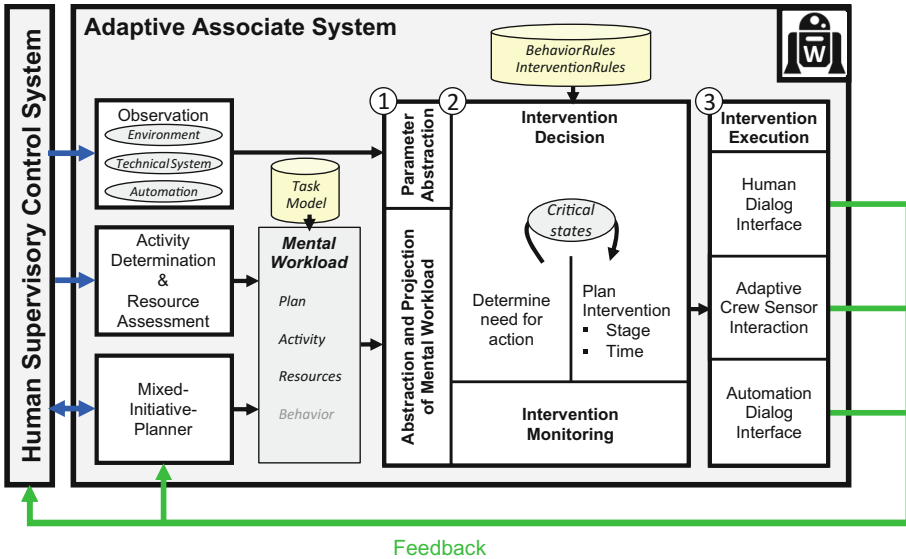 Human Supervisory Control System
Adaptive Associate System
W
BehaviorRules
InterventionRules
Observation
Environment
Technical System
Automation
Task
Model
Activity
Determination
&
Resource
Assessment
Mixed-
Initiative-
Planner
Mental
Workload
Plan
Activity
Resources
Behavior
1
Parameter
Abstraction
Abstraction and Projection
of Mental Workload
2
Intervention
Decision
Critical
states
Determine
need for
action
Plan
Intervention
▪ Stage
▪ Time
Intervention
Monitoring
3
Intervention
Execution
Human
Dialog
Interface
Adaptive
Crew Sensor
Interaction
Automation
Dialog
Interface
Feedback